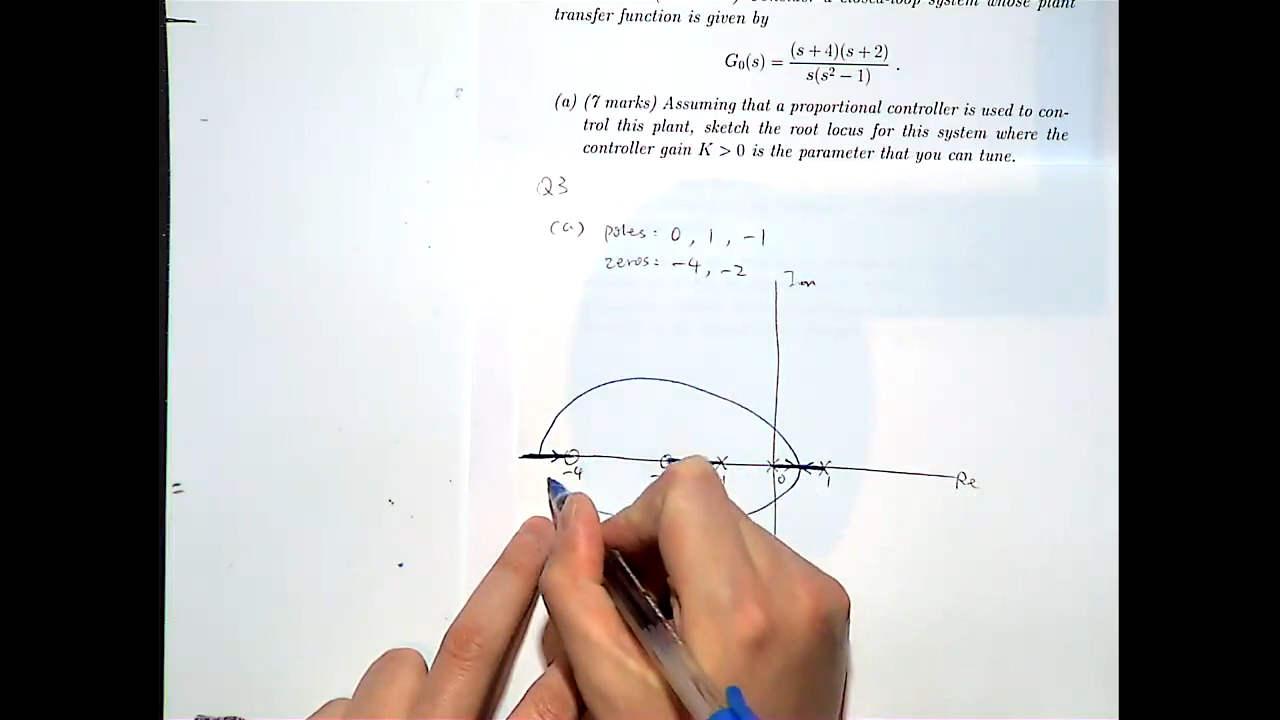 transfer function is given by
G₀(s) = (s + 4)(s + 2) / s(s² − 1) .
(a) (7 marks) Assuming that a proportional controller is used to con-
trol this plant, sketch the root locus for this system where the
controller gain K > 0 is the parameter that you can tune.
Q3
(a) poles: 0, 1, -1
zeros: -4, -2
Im
-4
0
1
Re